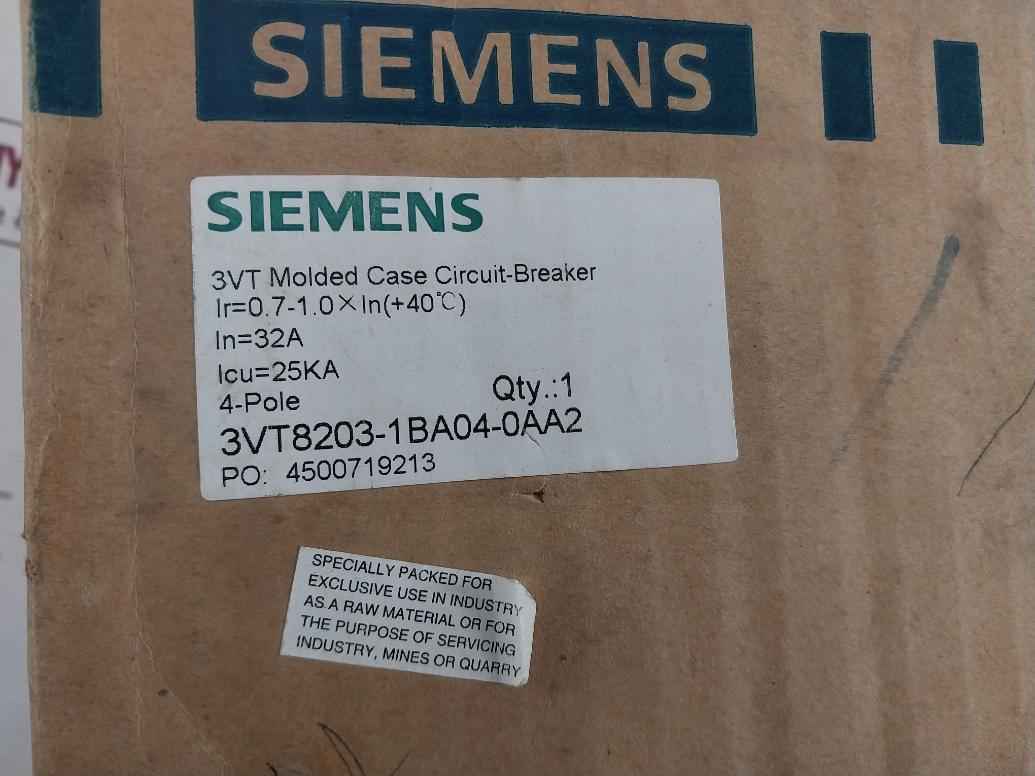 SIEMENS
SIEMENS
3VT Molded Case Circuit-Breaker
Ir=0.7-1.0×In(+40℃)
In=32A
Icu=25KA
4-Pole Qty.:1
3VT8203-1BA04-0AA2
PO: 4500719213
SPECIALLY PACKED FOR
EXCLUSIVE USE IN INDUSTRY
AS A RAW MATERIAL OR FOR
THE PURPOSE OF SERVICING
INDUSTRY, MINES OR QUARRY